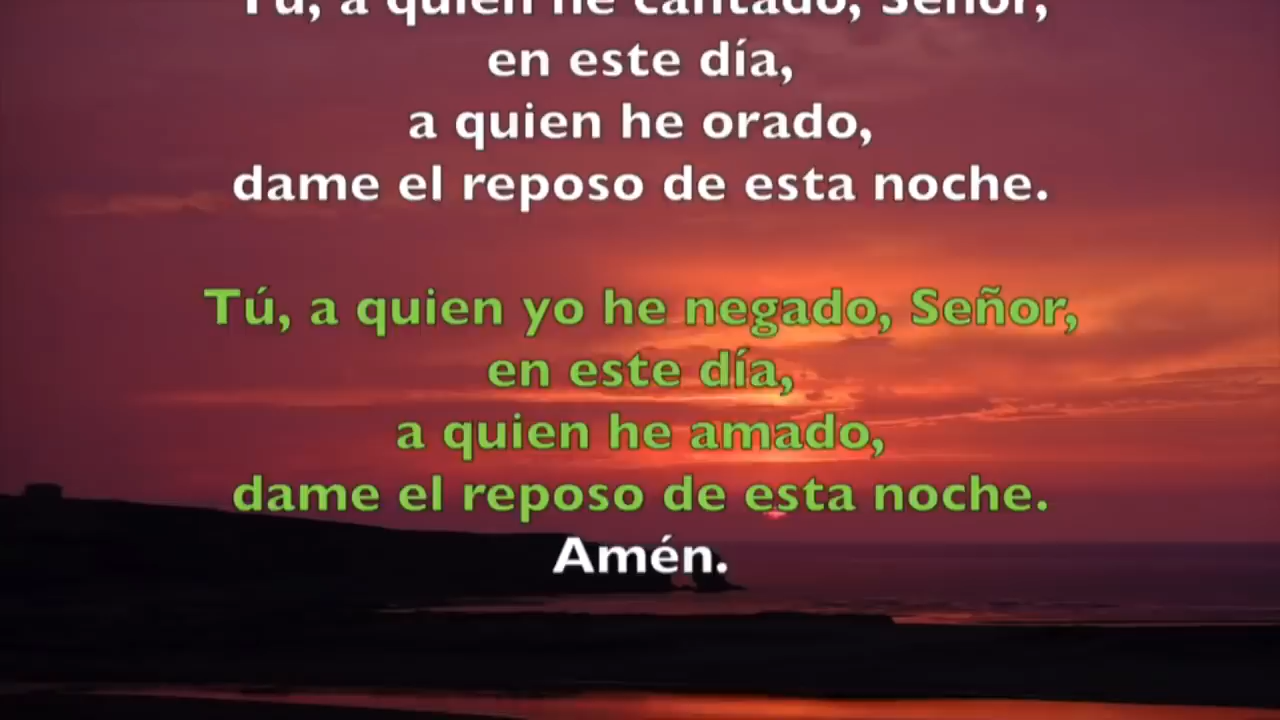 Tú, a quien he cantado, Señor,
en este día,
a quien he orado,
dame el reposo de esta noche.
Tú, a quien yo he negado, Señor,
en este día,
a quien he amado,
dame el reposo de esta noche.
Amén.